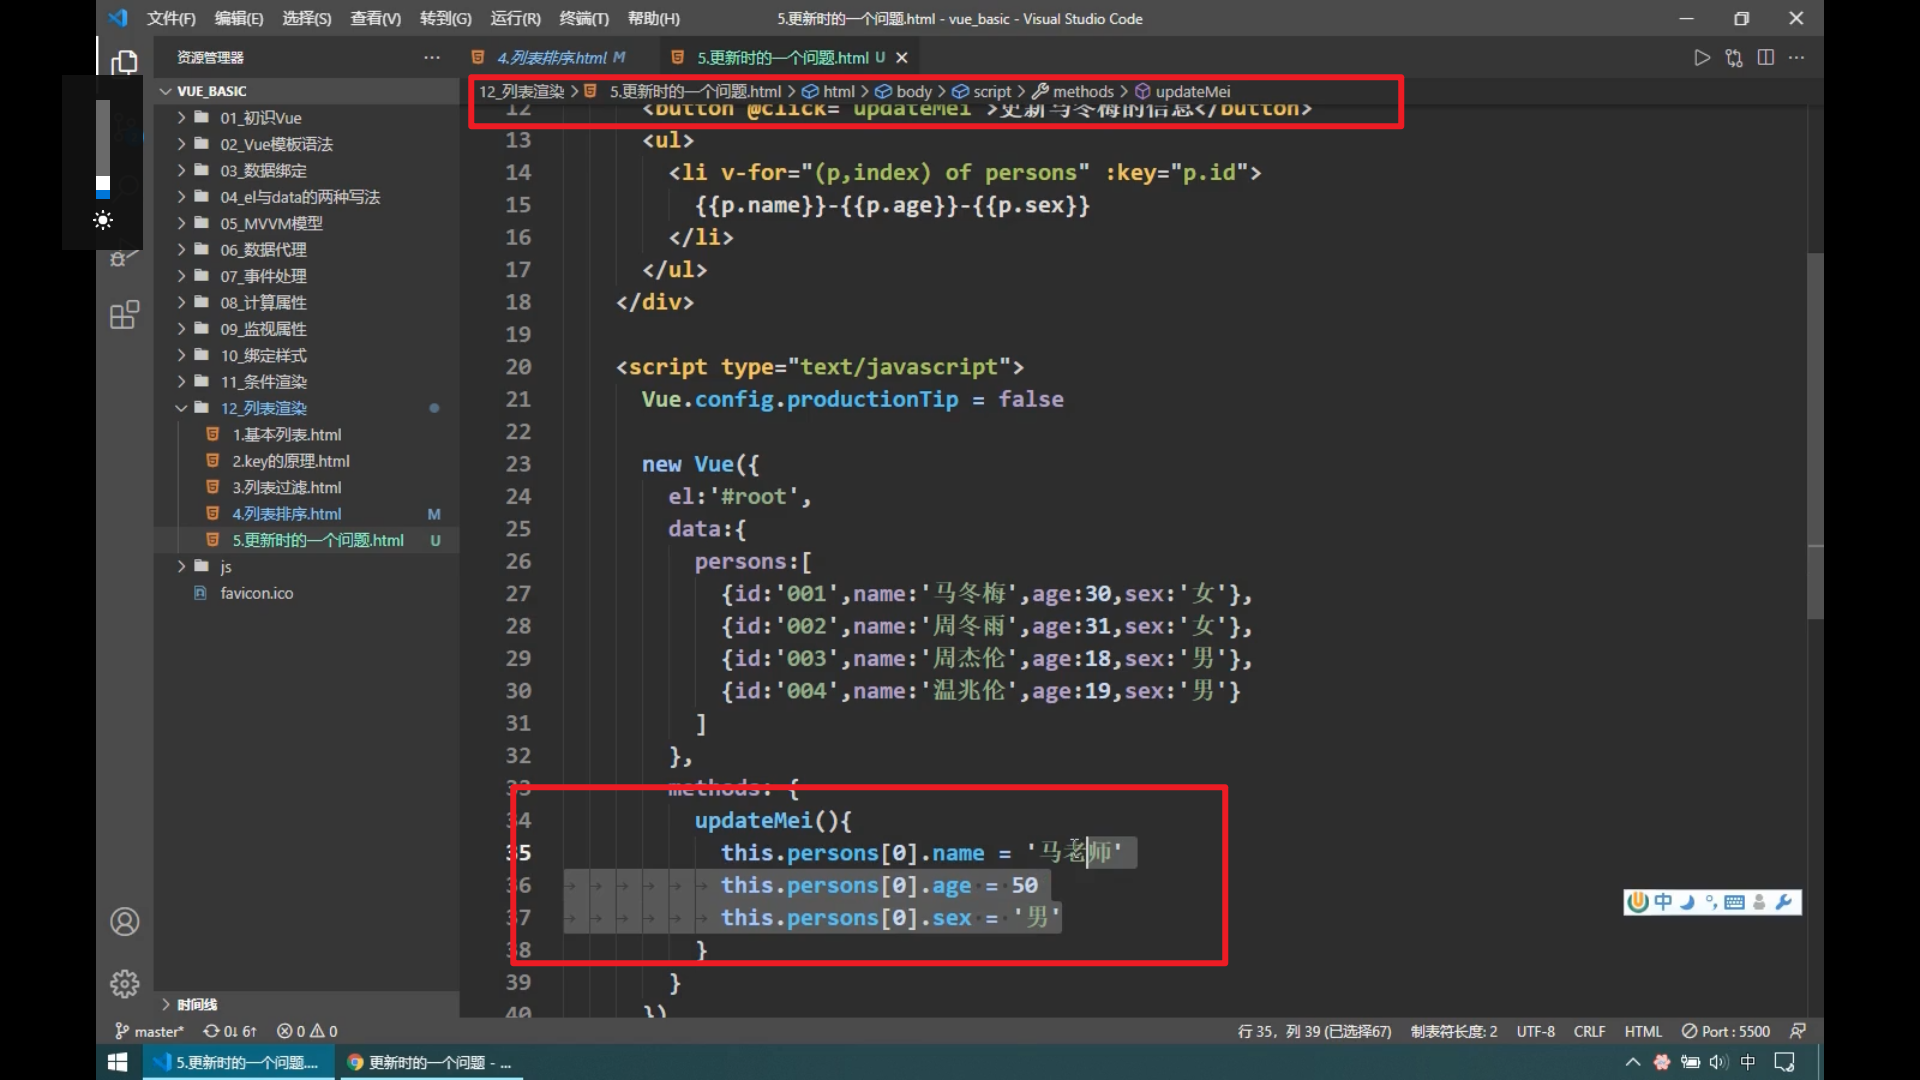 文件(F) 编辑(E) 选择(S) 查看(V) 转到(G) 运行(R) 终端(T) 帮助(H) 5.更新时的一个问题.html - vue_basic - Visual Studio Code
资源管理器 ··· 4.列表排序.html M 5.更新时的一个问题.html U
VUE_BASIC
01_初识Vue
02_Vue模板语法
03_数据绑定
04_el与data的两种写法
05_MVVM模型
06_数据代理
07_事件处理
08_计算属性
09_监视属性
10_绑定样式
11_条件渲染
12_列表渲染
1.基本列表.html
2.key的原理.html
3.列表过滤.html
4.列表排序.html M
5.更新时的一个问题.html U
js
favicon.ico
时间线
12_列表渲染 > 5.更新时的一个问题.html > html > body > script > methods > updateMei
12 <button @click="updateMei">更新马冬梅的信息</button>
13 <ul>
14 <li v-for="(p,index) of persons" :key="p.id">
15 {{p.name}}-{{p.age}}-{{p.sex}}
16 </li>
17 </ul>
18 </div>
19
20 <script type="text/javascript">
21 Vue.config.productionTip = false
22
23 new Vue({
24 el:'#root',
25 data:{
26 persons:[
27 {id:'001',name:'马冬梅',age:30,sex:'女'},
28 {id:'002',name:'周冬雨',age:31,sex:'女'},
29 {id:'003',name:'周杰伦',age:18,sex:'男'},
30 {id:'004',name:'温兆伦',age:19,sex:'男'}
31 ]
32 },
33 methods: {
34 updateMei(){
35 this.persons[0].name = '马老师'
36 this.persons[0].age = 50
37 this.persons[0].sex = '男'
38 }
39 }
40 })
中
master* 0↓ 6↑ 0 0 行 35，列 39 (已选择67) 制表符长度: 2 UTF-8 CRLF HTML Port : 5500
5.更新时的一个问题.... 更新时的一个问题 - ... 中